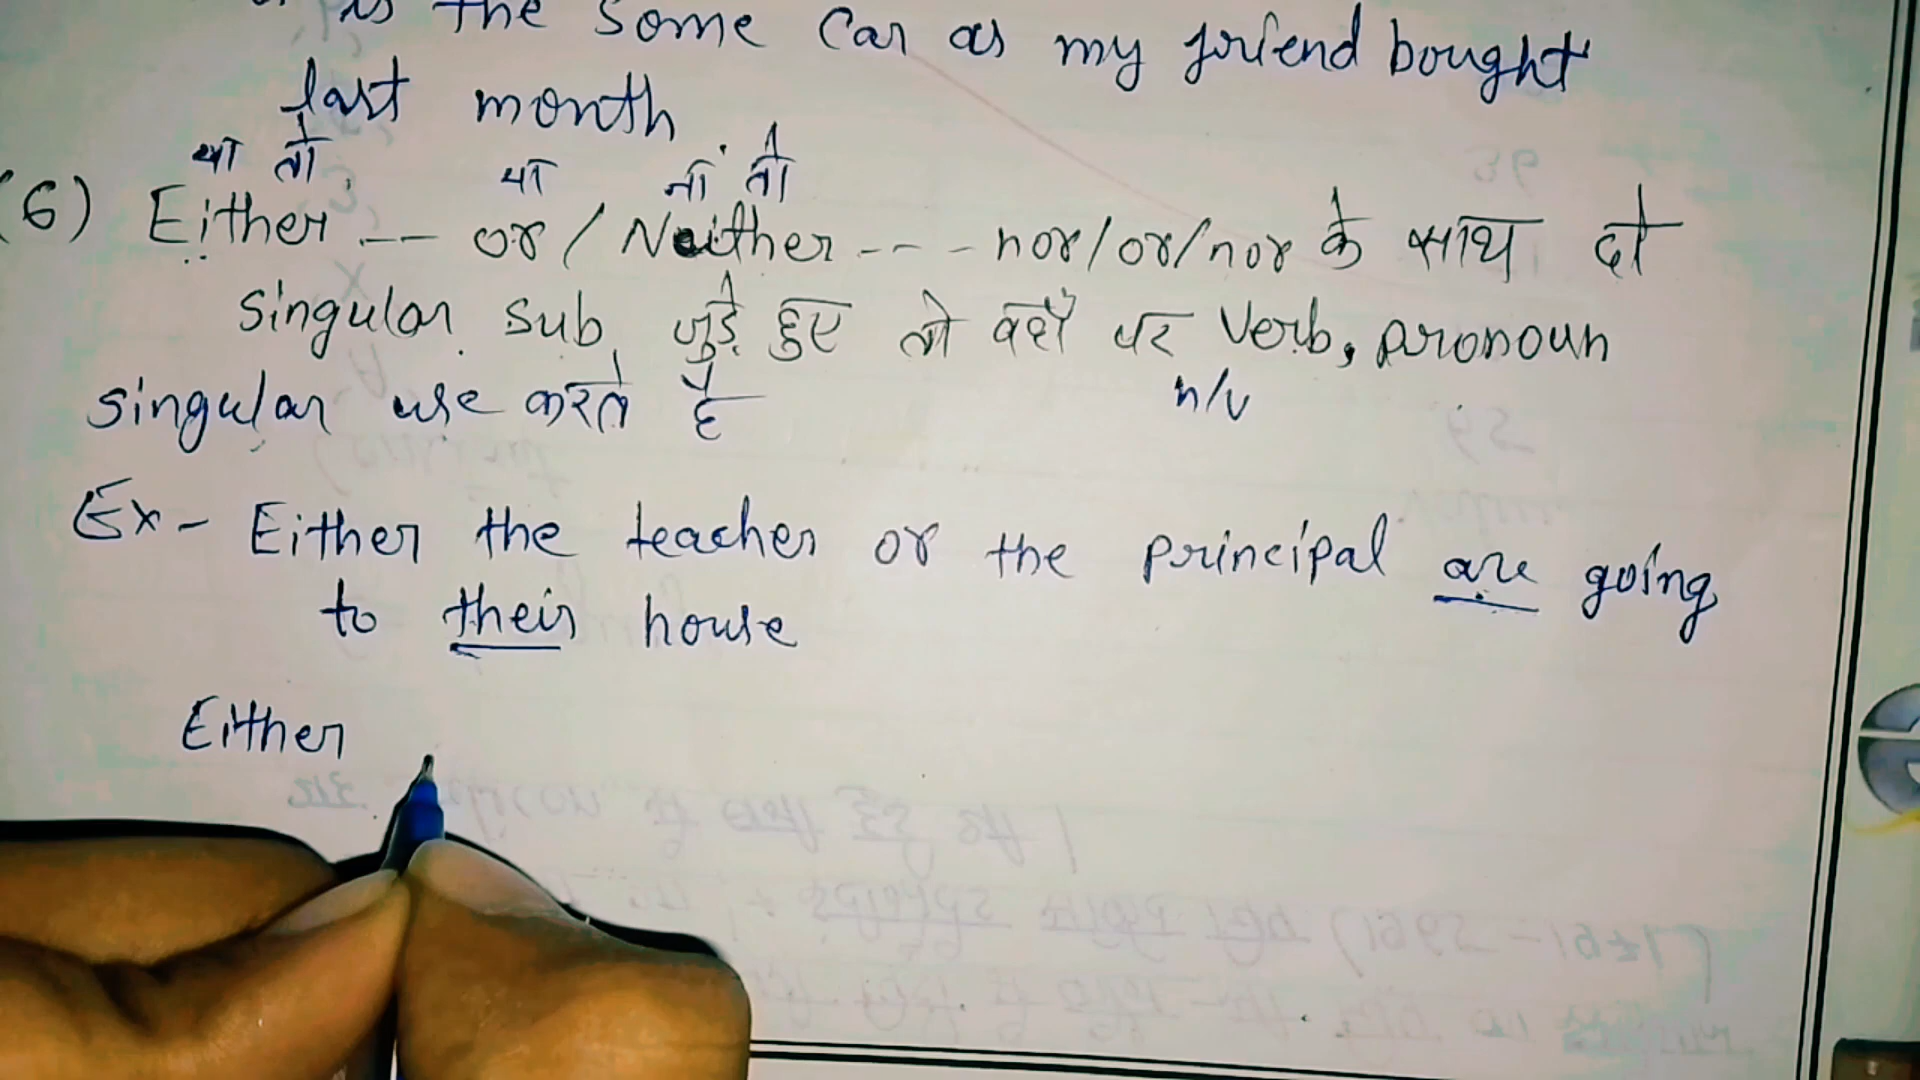 is the some car as my friend bought
last month
या तो या ना तो
(6) Either --- or / Neither --- nor/or/nor के साथ दो
singular sub जुड़े हुए तो वहाँ पर Verb, pronoun
n/v
singular use करते है
Ex- Either the teacher or the principal are going
to their house
Either